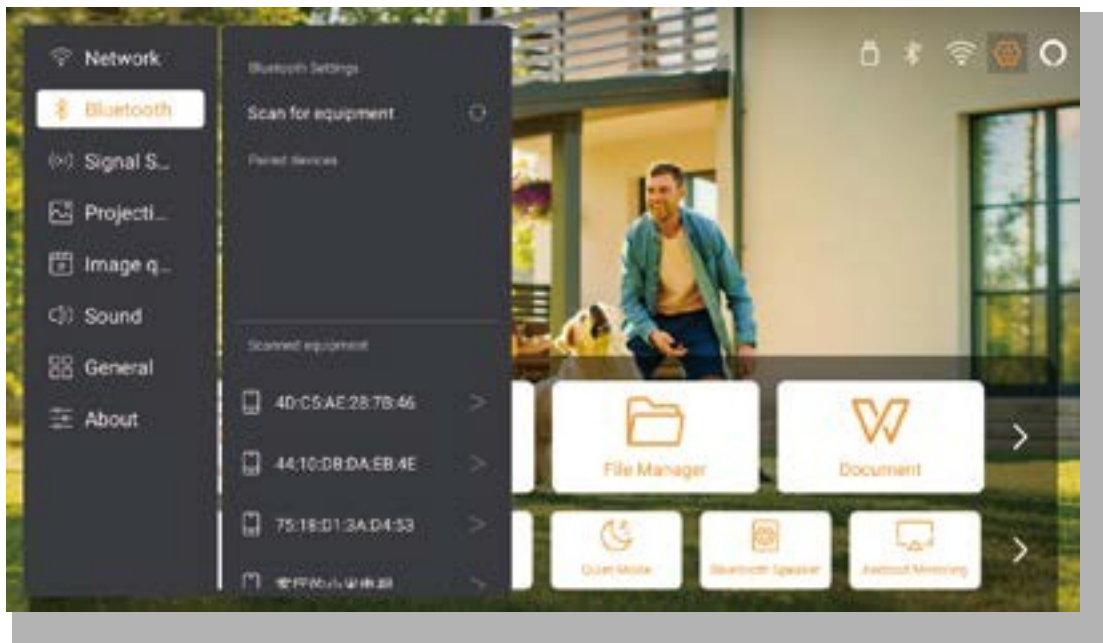 Network
Bluetooth
Signal S...
Projecti...
Image q...
Sound
General
About
Bluetooth Settings
Scan for equipment
Paired devices
Scanned equipment
4D:C5:AE:28:7B:46 >
44:10:DB:DA:EB:4E >
75:18:D1:3A:D4:53 >
File Manager
Document
Quiet Mode
Bluetooth Speaker
Android Mirroring